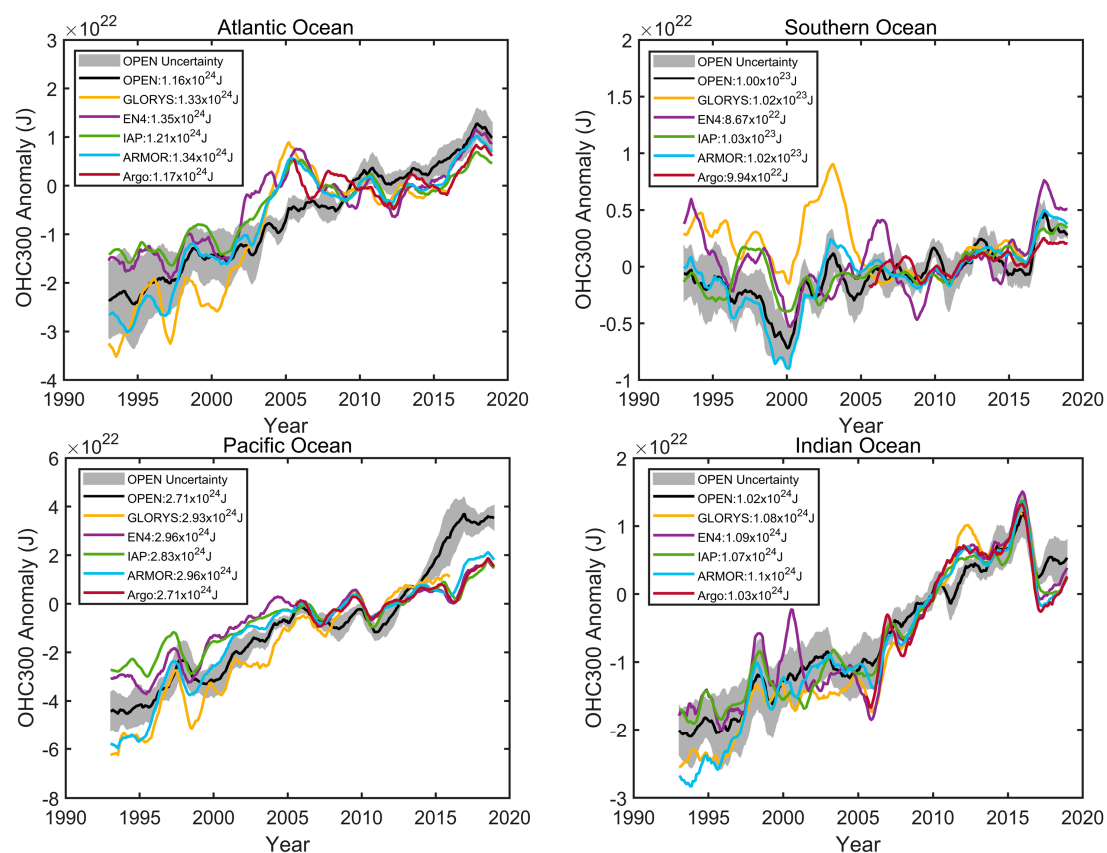 ×10²²
Atlantic Ocean
3
2
1
0
-1
-2
-3
-4
OHC300 Anomaly (J)
OPEN Uncertainty
OPEN:1.16x10²⁴J
GLORYS:1.33x10²⁴J
EN4:1.35x10²⁴J
IAP:1.21x10²⁴J
ARMOR:1.34x10²⁴J
Argo:1.17x10²⁴J
1990 1995 2000 2005 2010 2015 2020
Year
×10²²
Southern Ocean
2
1.5
1
0.5
0
-0.5
-1
OHC300 Anomaly (J)
OPEN Uncertainty
OPEN:1.00x10²³J
GLORYS:1.02x10²³J
EN4:8.67x10²²J
IAP:1.03x10²³J
ARMOR:1.02x10²³J
Argo:9.94x10²²J
1990 1995 2000 2005 2010 2015 2020
Year
×10²²
Pacific Ocean
6
4
2
0
-2
-4
-6
-8
OHC300 Anomaly (J)
OPEN Uncertainty
OPEN:2.71x10²⁴J
GLORYS:2.93x10²⁴J
EN4:2.96x10²⁴J
IAP:2.83x10²⁴J
ARMOR:2.96x10²⁴J
Argo:2.71x10²⁴J
1990 1995 2000 2005 2010 2015 2020
Year
×10²²
Indian Ocean
2
1
0
-1
-2
-3
OHC300 Anomaly (J)
OPEN Uncertainty
OPEN:1.02x10²⁴J
GLORYS:1.08x10²⁴J
EN4:1.09x10²⁴J
IAP:1.07x10²⁴J
ARMOR:1.1x10²⁴J
Argo:1.03x10²⁴J
1990 1995 2000 2005 2010 2015 2020
Year